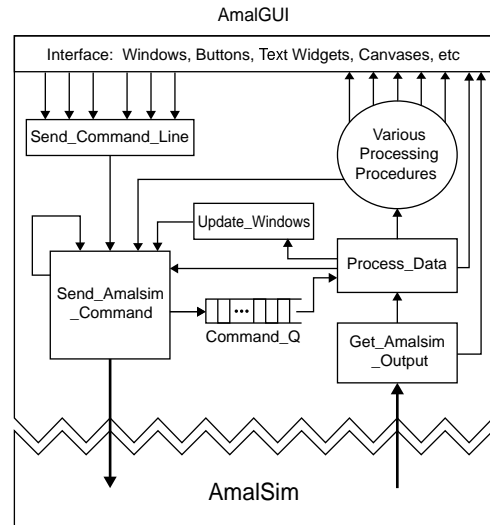 AmalGUI
Interface: Windows, Buttons, Text Widgets, Canvases, etc
Send_Command_Line
Various
Processing
Procedures
Update_Windows
Process_Data
Send_Amalsim
_Command
Command_Q
Get_Amalsim
_Output
AmalSim